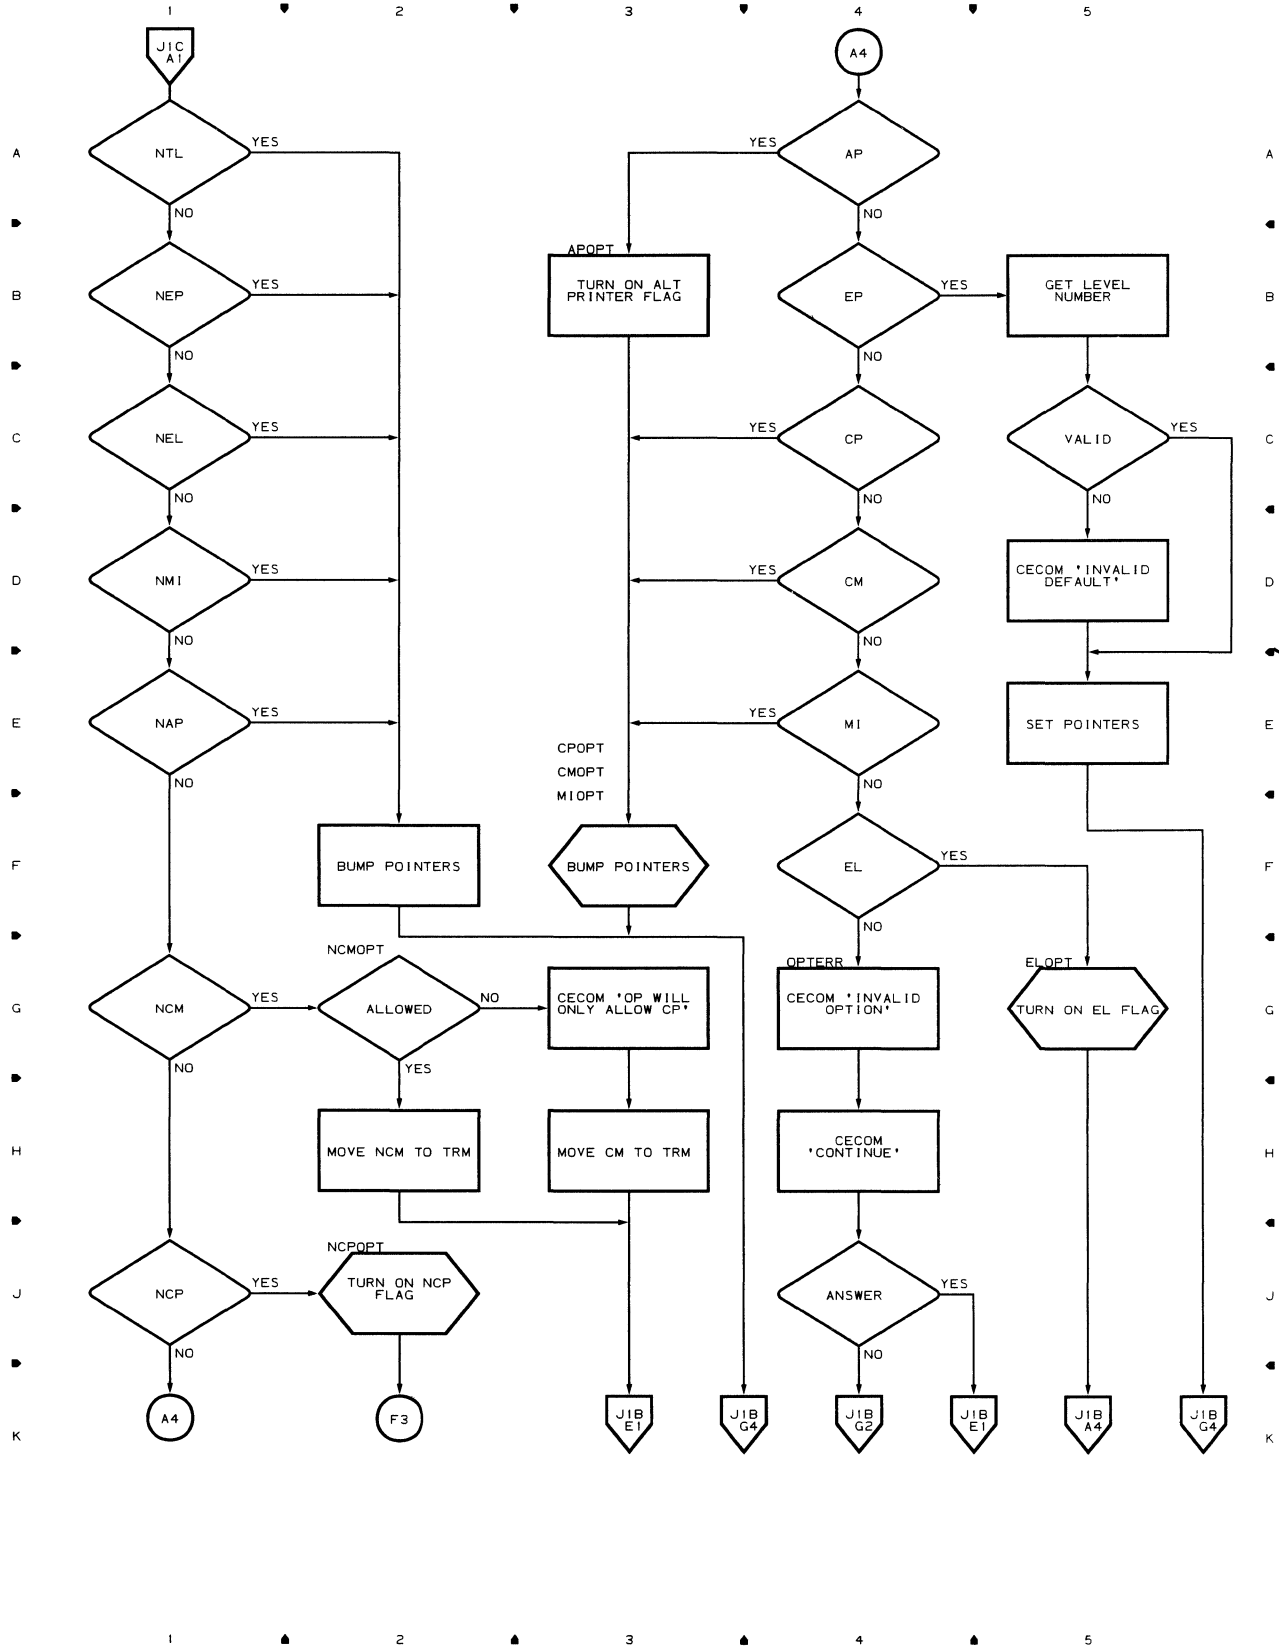 1 2 3 4 5
J1C
A1
A4
A
NTL
YES
YES
AP
A
NO
NO
APOPT
B
NEP
YES
TURN ON ALT
PRINTER FLAG
EP
YES
GET LEVEL
NUMBER
B
NO
NO
C
NEL
YES
YES
CP
VALID
YES
C
NO
NO
NO
D
NMI
YES
YES
CM
CECOM 'INVALID
DEFAULT'
D
NO
NO
E
NAP
YES
YES
MI
SET POINTERS
E
CPOPT
CMOPT
MIOPT
NO
NO
F
BUMP POINTERS
BUMP POINTERS
EL
YES
F
NO
NCMOPT
OPTERR
ELOPT
G
NCM
YES
ALLOWED
NO
CECOM 'OP WILL
ONLY ALLOW CP'
CECOM 'INVALID
OPTION'
TURN ON EL FLAG
G
NO
YES
H
MOVE NCM TO TRM
MOVE CM TO TRM
CECOM
'CONTINUE'
H
NCPOPT
J
NCP
YES
TURN ON NCP
FLAG
ANSWER
YES
J
NO
NO
A4
F3
J1B
E1
J1B
G4
J1B
G2
J1B
E1
J1B
A4
J1B
G4
K
K
1 2 3 4 5